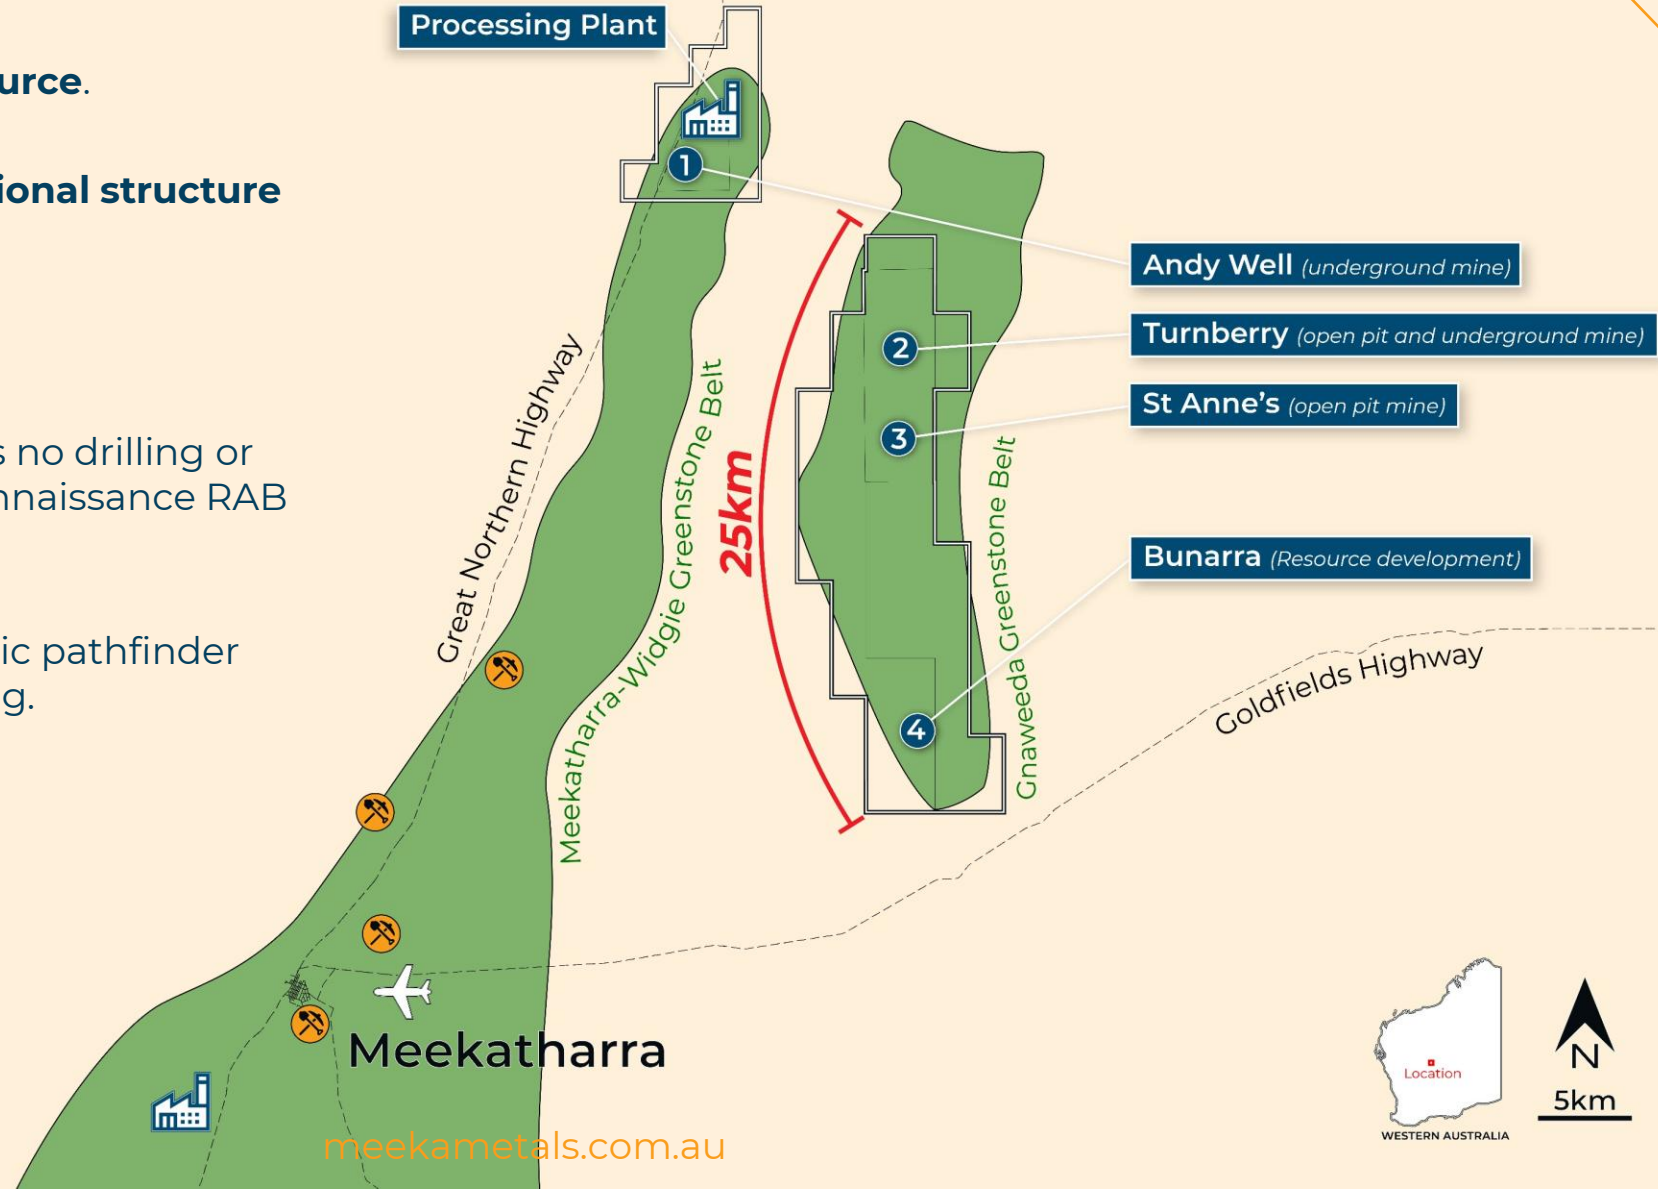 Processing Plant
urce.
ional structure
1
Andy Well (underground mine)
2
Turnberry (open pit and underground mine)
St Anne's (open pit mine)
3
Great Northern Highway
Meekatharra-Widgie Greenstone Belt
25km
Gnaweeda Greenstone Belt
s no drilling or
nnaissance RAB
Bunarra (Resource development)
ic pathfinder
g.
4
Goldfields Highway
Meekatharra
Location
WESTERN AUSTRALIA
N
5km
meekametals.com.au